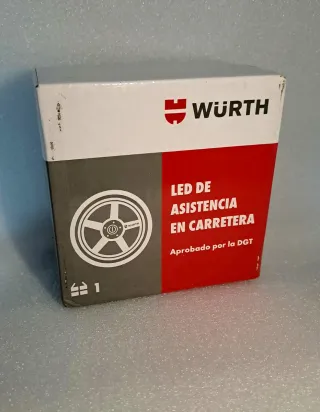 WÜRTH
LED DE
ASISTENCIA
EN CARRETERA
Aprobado por la DGT
1